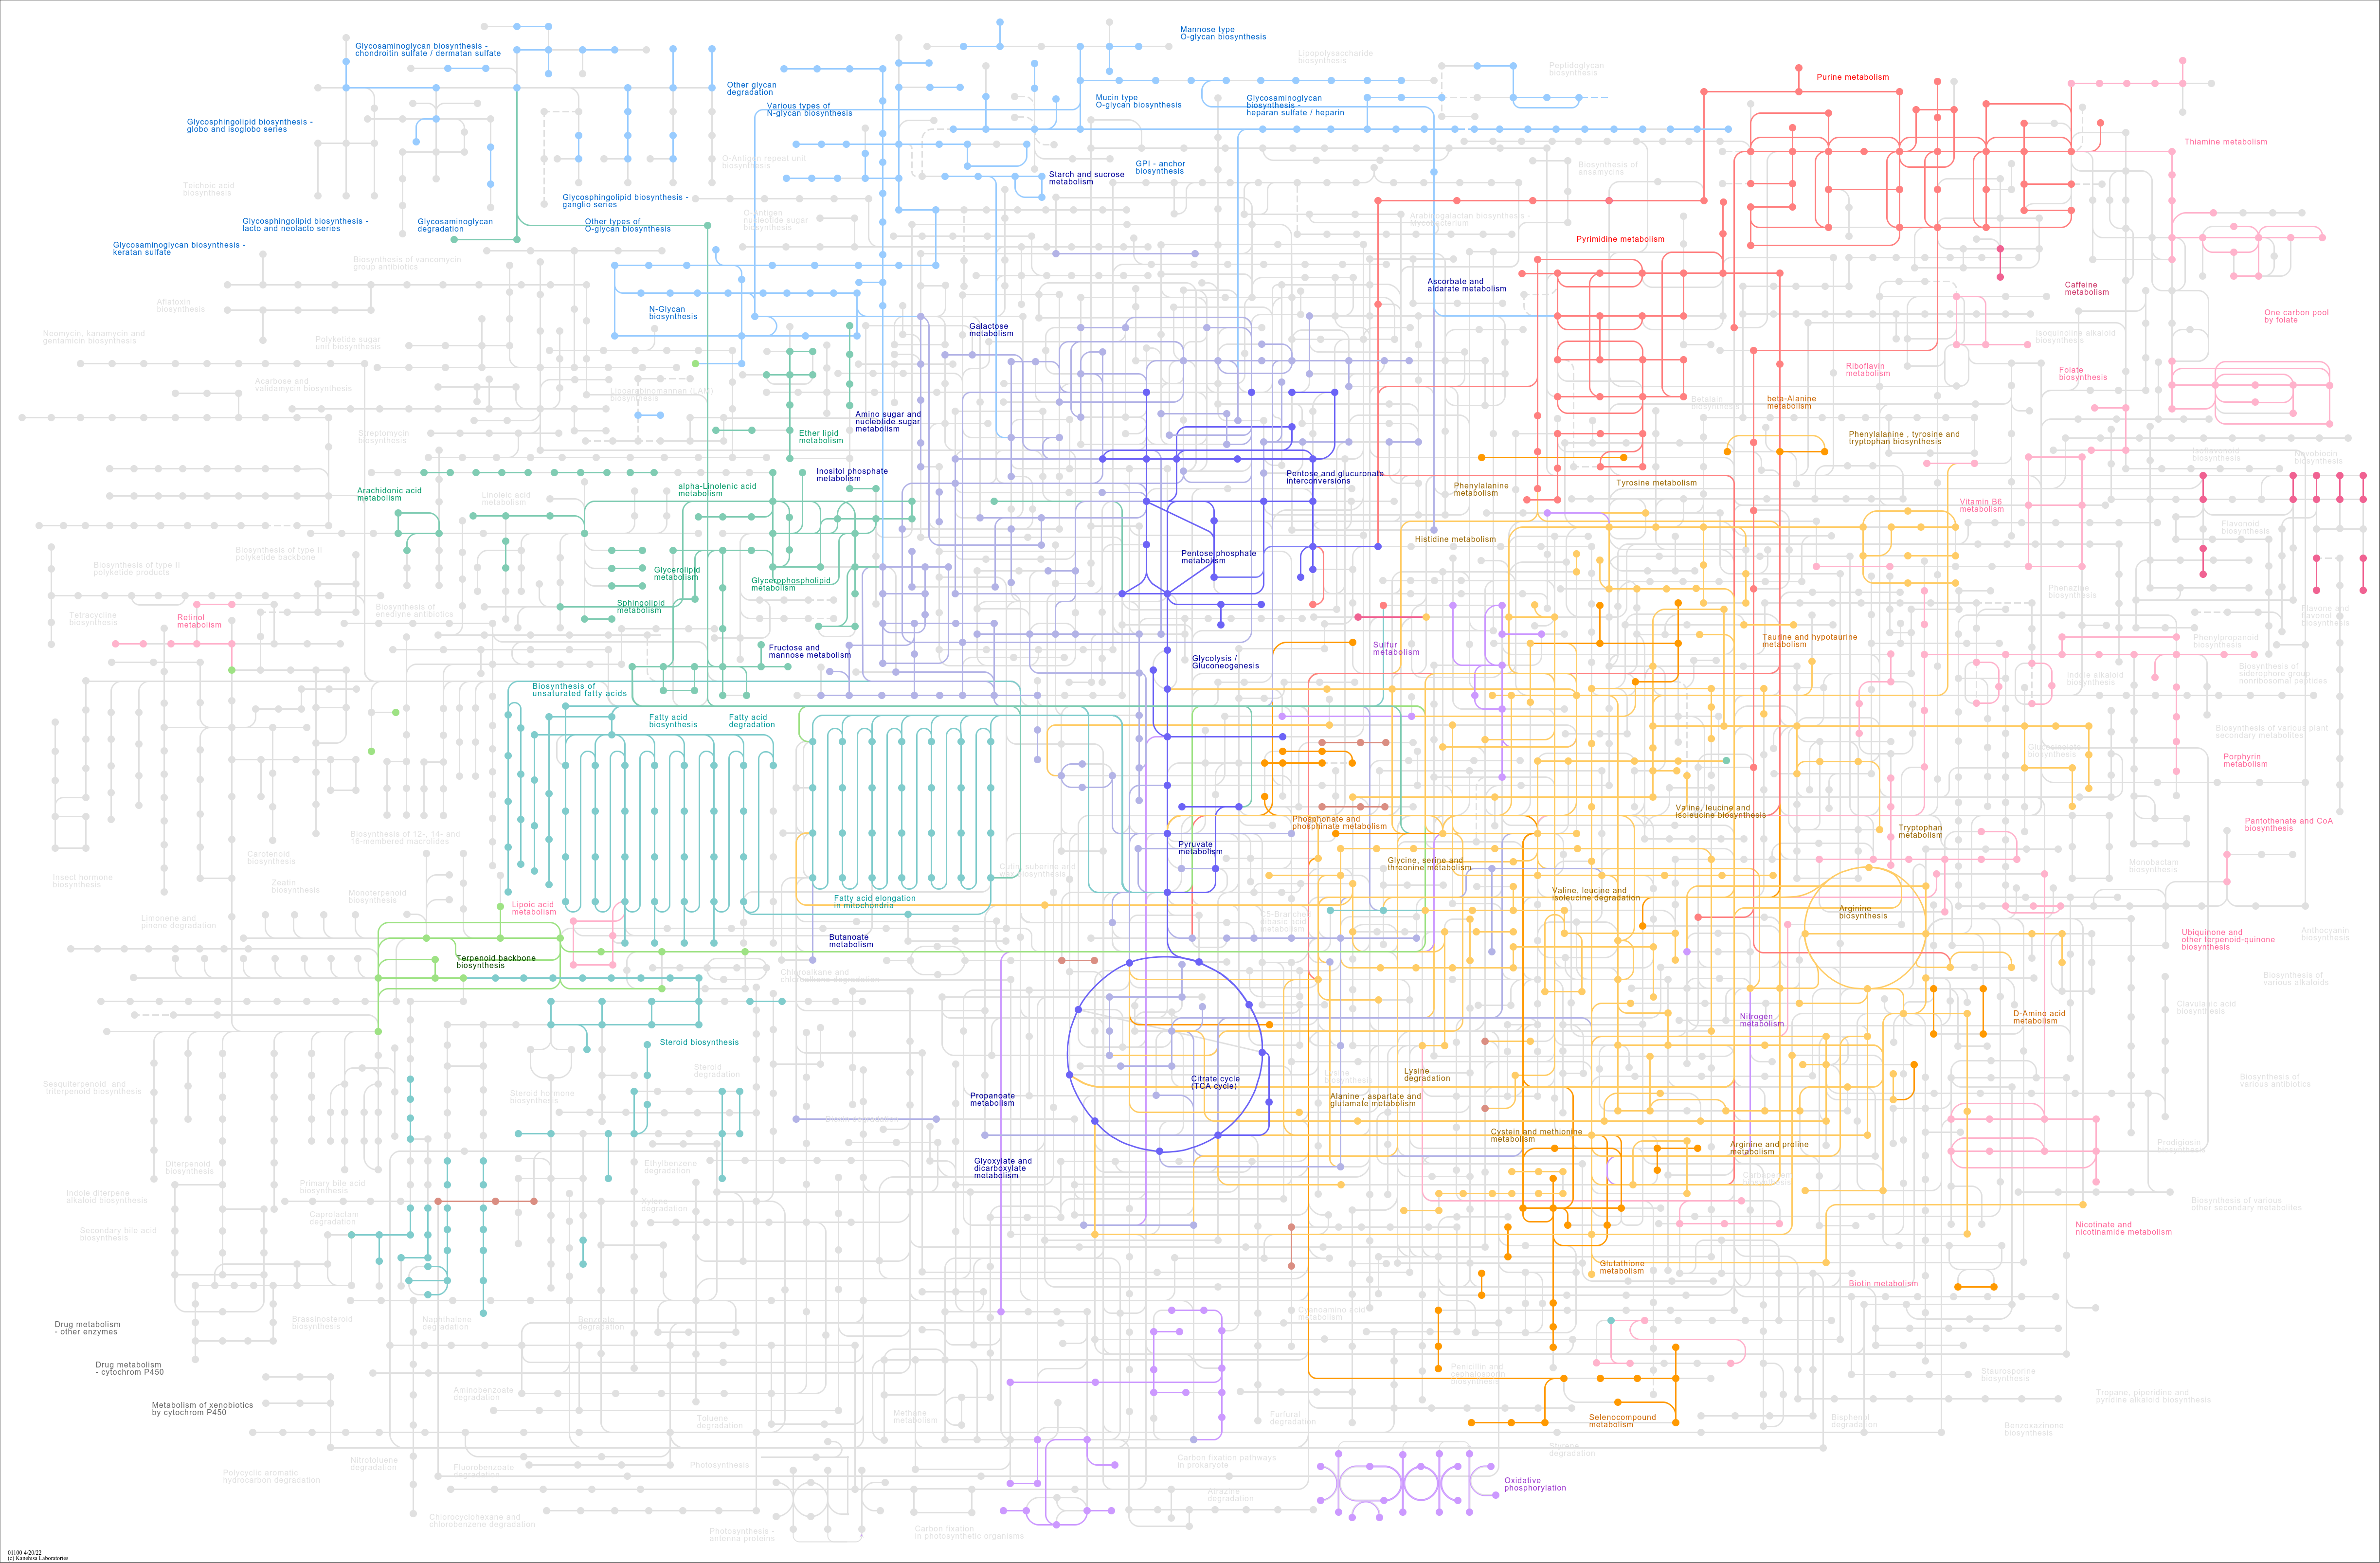 Glycosaminoglycan biosynthesis -
chondroitin sulfate / dermatan sulfate
Mannose type
O-glycan biosynthesis
Lipopolysaccharide
biosynthesis
Peptidoglycan
biosynthesis
Purine metabolism
Other glycan
degradation
Various types of
N-glycan biosynthesis
Mucin type
O-glycan biosynthesis
Glycosaminoglycan
biosynthesis -
heparan sulfate / heparin
Glycosphingolipid biosynthesis -
globo and isoglobo series
Thiamine metabolism
O-Antigen repeat unit
biosynthesis
GPI - anchor
biosynthesis
Starch and sucrose
metabolism
Biosynthesis of
ansamycins
Teichoic acid
biosynthesis
Glycosphingolipid biosynthesis -
ganglio series
Glycosphingolipid biosynthesis -
lacto and neolacto series
Glycosaminoglycan
degradation
Other types of
O-glycan biosynthesis
O-Antigen
nucleotide sugar
biosynthesis
Arabinogalactan biosynthesis -
Glycosaminoglycan biosynthesis -
keratan sulfate
Pyrimidine metabolism
Biosynthesis of vancomycin
group antibiotics
Ascorbate and
aldarate metabolism
Caffeine
metabolism
Aflatoxin
biosynthesis
N-Glycan
biosynthesis
Galactose
metabolism
One carbon pool
by folate
Neomycin, kanamycin and
gentamicin biosynthesis
Polyketide sugar
unit biosynthesis
Isoquinoline alkaloid
biosynthesis
Acarbose and
validamycin biosynthesis
Lipoarabinomannan (LAM)
biosynthesis
Riboflavin
metabolism
Folate
biosynthesis
Betalain
biosynthesis
beta-Alanine
metabolism
Amino sugar and
nucleotide sugar
metabolism
Streptomycin
biosynthesis
Ether lipid
metabolism
Phenylalanine , tyrosine and
tryptophan biosynthesis
Isoflavonoid
biosynthesis
Novobiocin
biosynthesis
Inositol phosphate
metabolism
Pentose and glucuronate
interconversions
Arachidonic acid
metabolism
Linoleic acid
metabolism
alpha-Linolenic acid
metabolism
Phenylalanine
metabolism
Tyrosine metabolism
Vitamin B6
metabolism
Flavonoid
biosynthesis
Histidine metabolism
Biosynthesis of type II
polyketide backbone
Biosynthesis of type II
polyketide products
Pentose phosphate
metabolism
Glycerolipid
metabolism
Glycerophospholipid
metabolism
Phenazine
biosynthesis
Sphingolipid
metabolism
Biosynthesis of
enediyne antibiotics
Tetracycline
biosynthesis
Retinol
metabolism
Flavone and
flavonol
biosynthesis
Fructose and
mannose metabolism
Glycolysis /
Gluconeogenesis
Sulfur
metabolism
Taurine and hypotaurine
metabolism
Phenylpropanoid
biosynthesis
Biosynthesis of
siderophore group
nonribosomal peptides
Indole alkaloid
biosynthesis
Biosynthesis of
unsaturated fatty acids
Fatty acid
biosynthesis
Fatty acid
degradation
Biosynthesis of various plant
secondary metabolites
Glucosinolate
biosynthesis
Porphyrin
metabolism
Valine, leucine and
isoleucine biosynthesis
Phosphonate and
phosphinate metabolism
Tryptophan
metabolism
Pantothenate and CoA
biosynthesis
Biosynthesis of 12-, 14- and
16-membered macrolides
Pyruvate
metabolism
Carotenoid
biosynthesis
Glycine, serine and
threonine metabolism
Monobactam
biosynthesis
Insect hormone
biosynthesis
Zeatin
biosynthesis
Monoterpenoid
biosynthesis
Cutin, suberine and
Valine, leucine and
isoleucine degradation
Fatty acid elongation
in mitochondria
Lipoic acid
metabolism
Arginine
biosynthesis
Limonene and
pinene degradation
C5-Branched
dibasic acid
metabolism
Butanoate
metabolism
Ubiquinone and
other terpenoid-quinone
biosynthesis
Anthocyanin
biosynthesis
Terpenoid backbone
biosynthesis
Chloroalkane and
chloroalkene degradation
Biosynthesis of
various alkaloids
Clavulanic acid
biosynthesis
Nitrogen
metabolism
D-Amino acid
metabolism
Steroid biosynthesis
Steroid
degradation
Citrate cycle
(TCA cycle)
Lysine
biosynthesis
Lysine
degradation
Biosynthesis of
various antibiotics
Sesquiterpenoid and
triterpenoid biosynthesis
Steroid hormone
biosynthesis
Propanoate
metabolism
Alanine , aspartate and
glutamate metabolism
Cystein and methionine
metabolism
Arginine and proline
metabolism
Prodigiosin
biosynthesis
Diterpenoid
biosynthesis
Ethylbenzene
degradation
Glyoxylate and
dicarboxylate
metabolism
Primary bile acid
biosynthesis
Indole diterpene
alkaloid biosynthesis
Xylene
degradation
Carbapenem
biosynthesis
Biosynthesis of various
other secondary metabolites
Caprolactam
degradation
Secondary bile acid
biosynthesis
Nicotinate and
nicotinamide metabolism
Glutathione
metabolism
Biotin metabolism
Drug metabolism
- other enzymes
Brassinosteroid
biosynthesis
Naphthalene
degradation
Benzoate
degradation
Cyanoamino acid
metabolism
Drug metabolism
- cytochrom P450
Penicillin and
cephalosporin
biosynthesis
Staurosporine
biosynthesis
Aminobenzoate
degradation
Tropane, piperidine and
pyridine alkaloid biosynthesis
Metabolism of xenobiotics
by cytochrom P450
Toluene
degradation
Methane
metabolism
Furfural
degradation
Selenocompound
metabolism
Bisphenol
degradation
Benzoxazinone
biosynthesis
Styrene
degradation
Nitrotoluene
degradation
Fluorobenzoate
degradation
Photosynthesis
Carbon fixation pathways
in prokaryote
Polycyclic aromatic
hydrocarbon degradation
Oxidative
phosphorylation
Atrazine
degradation
Chlorocyclohexane and
chlorobenzene degradation
Photosynthesis -
antenna proteins
Carbon fixation
in photosynthetic organisms
01100 4/20/22
(c) Kanehisa Laboratories